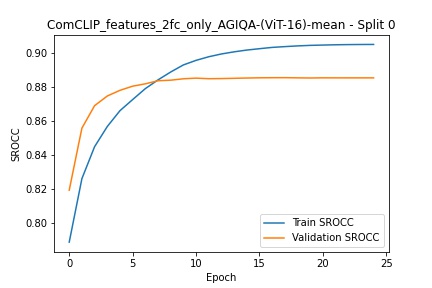 ComCLIP_features_2fc_only_AGIQA-(ViT-16)-mean - Split 0
0.90
0.88
0.86
0.84
0.82
0.80
SROCC
Train SROCC
Validation SROCC
0 5 10 15 20 25
Epoch